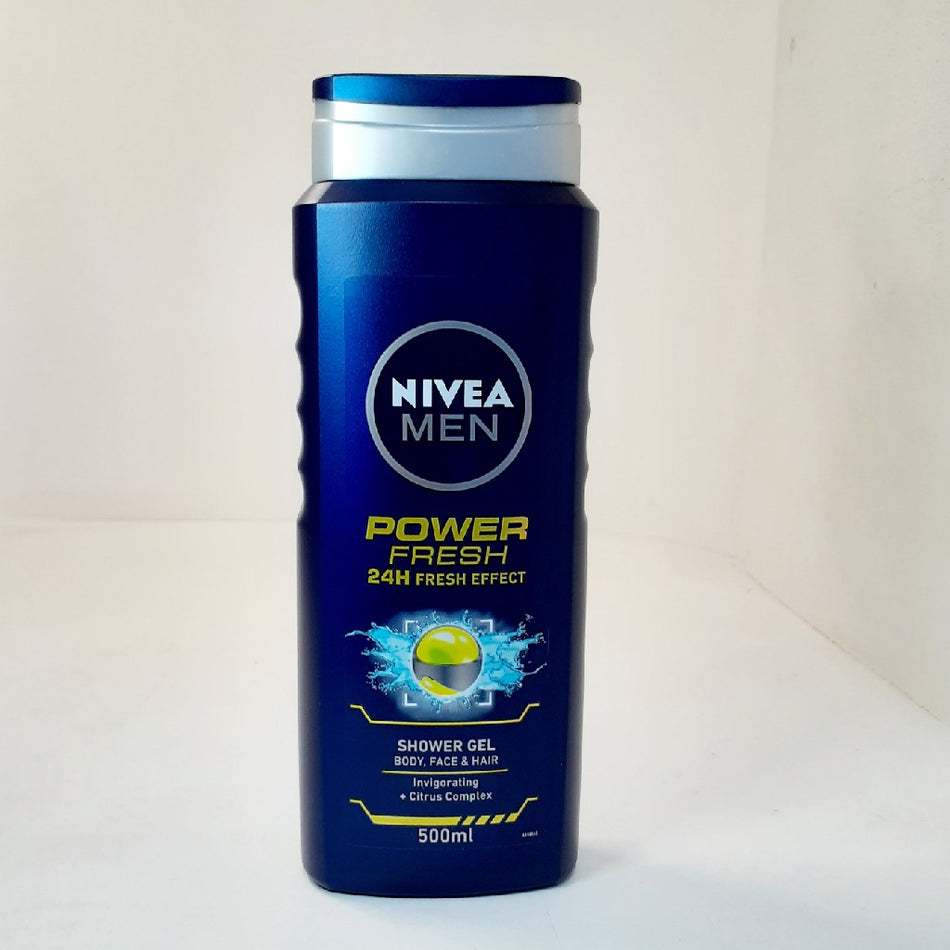 NIVEA
MEN
POWER
FRESH
24H FRESH EFFECT
SHOWER GEL
BODY, FACE & HAIR
Invigorating
+ Citrus Complex
500ml